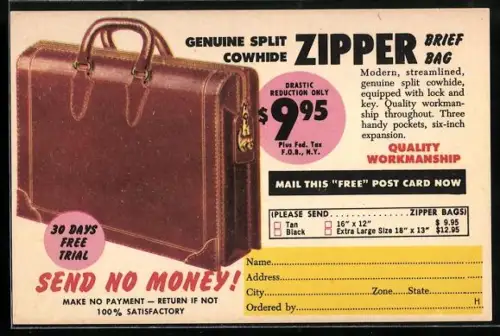 GENUINE SPLIT
COWHIDE
ZIPPER
BRIEF
BAG
DRASTIC
REDUCTION ONLY
$9.95
Plus Fed. Tax
F.O.B., N.Y.
Modern, streamlined,
genuine split cowhide,
equipped with lock and
key. Quality workman-
ship throughout. Three
handy pockets, six-inch
expansion.
QUALITY
WORKMANSHIP
MAIL THIS "FREE" POST CARD NOW
(PLEASE SEND . . . . . . . . . . . . . . ZIPPER BAGS)
Tan 16" x 12" $ 9.95
Black Extra Large Size 18" x 13" $12.95
30 DAYS
FREE
TRIAL
SEND NO MONEY!
MAKE NO PAYMENT — RETURN IF NOT
100% SATISFACTORY
Name
Address
City Zone State
H
Ordered by